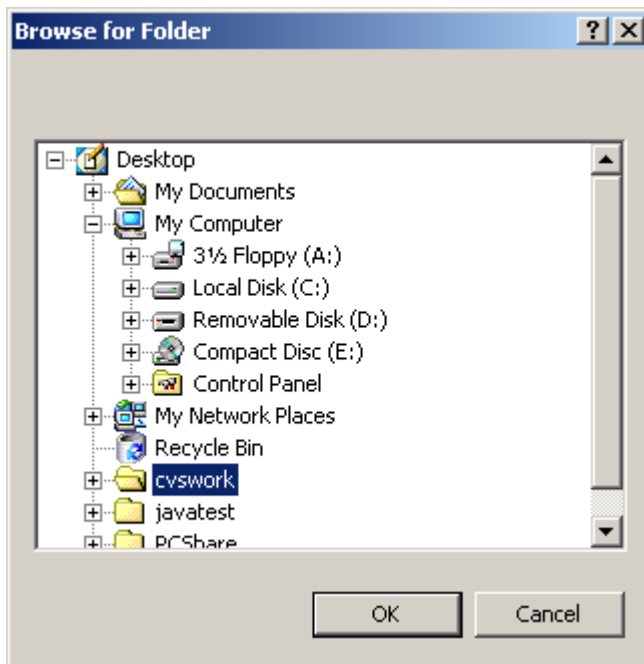 Browse for Folder
Desktop
My Documents
My Computer
3½ Floppy (A:)
Local Disk (C:)
Removable Disk (D:)
Compact Disc (E:)
Control Panel
My Network Places
Recycle Bin
cvswork
javatest
PCShare
OK Cancel